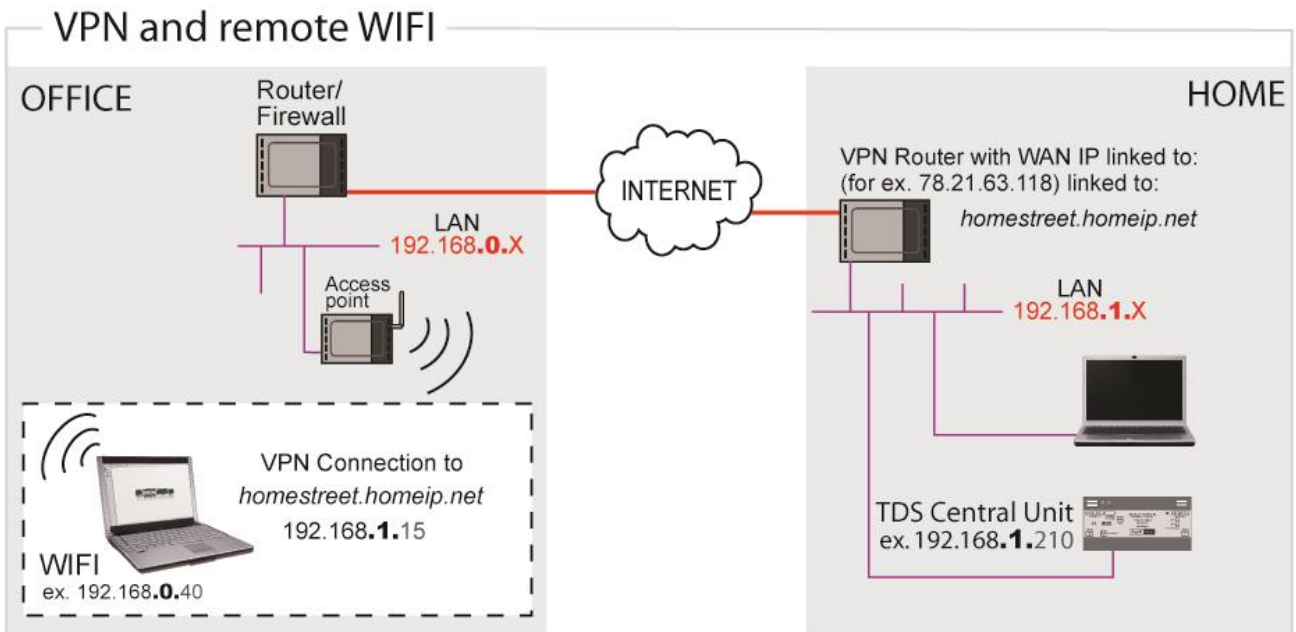 VPN and remote WIFI
OFFICE
Router/
Firewall
LAN
192.168.0.X
Access
point
VPN Connection to
homestreet.homeip.net
192.168.1.15
WIFI
ex. 192.168.0.40
INTERNET
HOME
VPN Router with WAN IP linked to:
(for ex. 78.21.63.118) linked to:
homestreet.homeip.net
LAN
192.168.1.X
TDS Central Unit
ex. 192.168.1.210